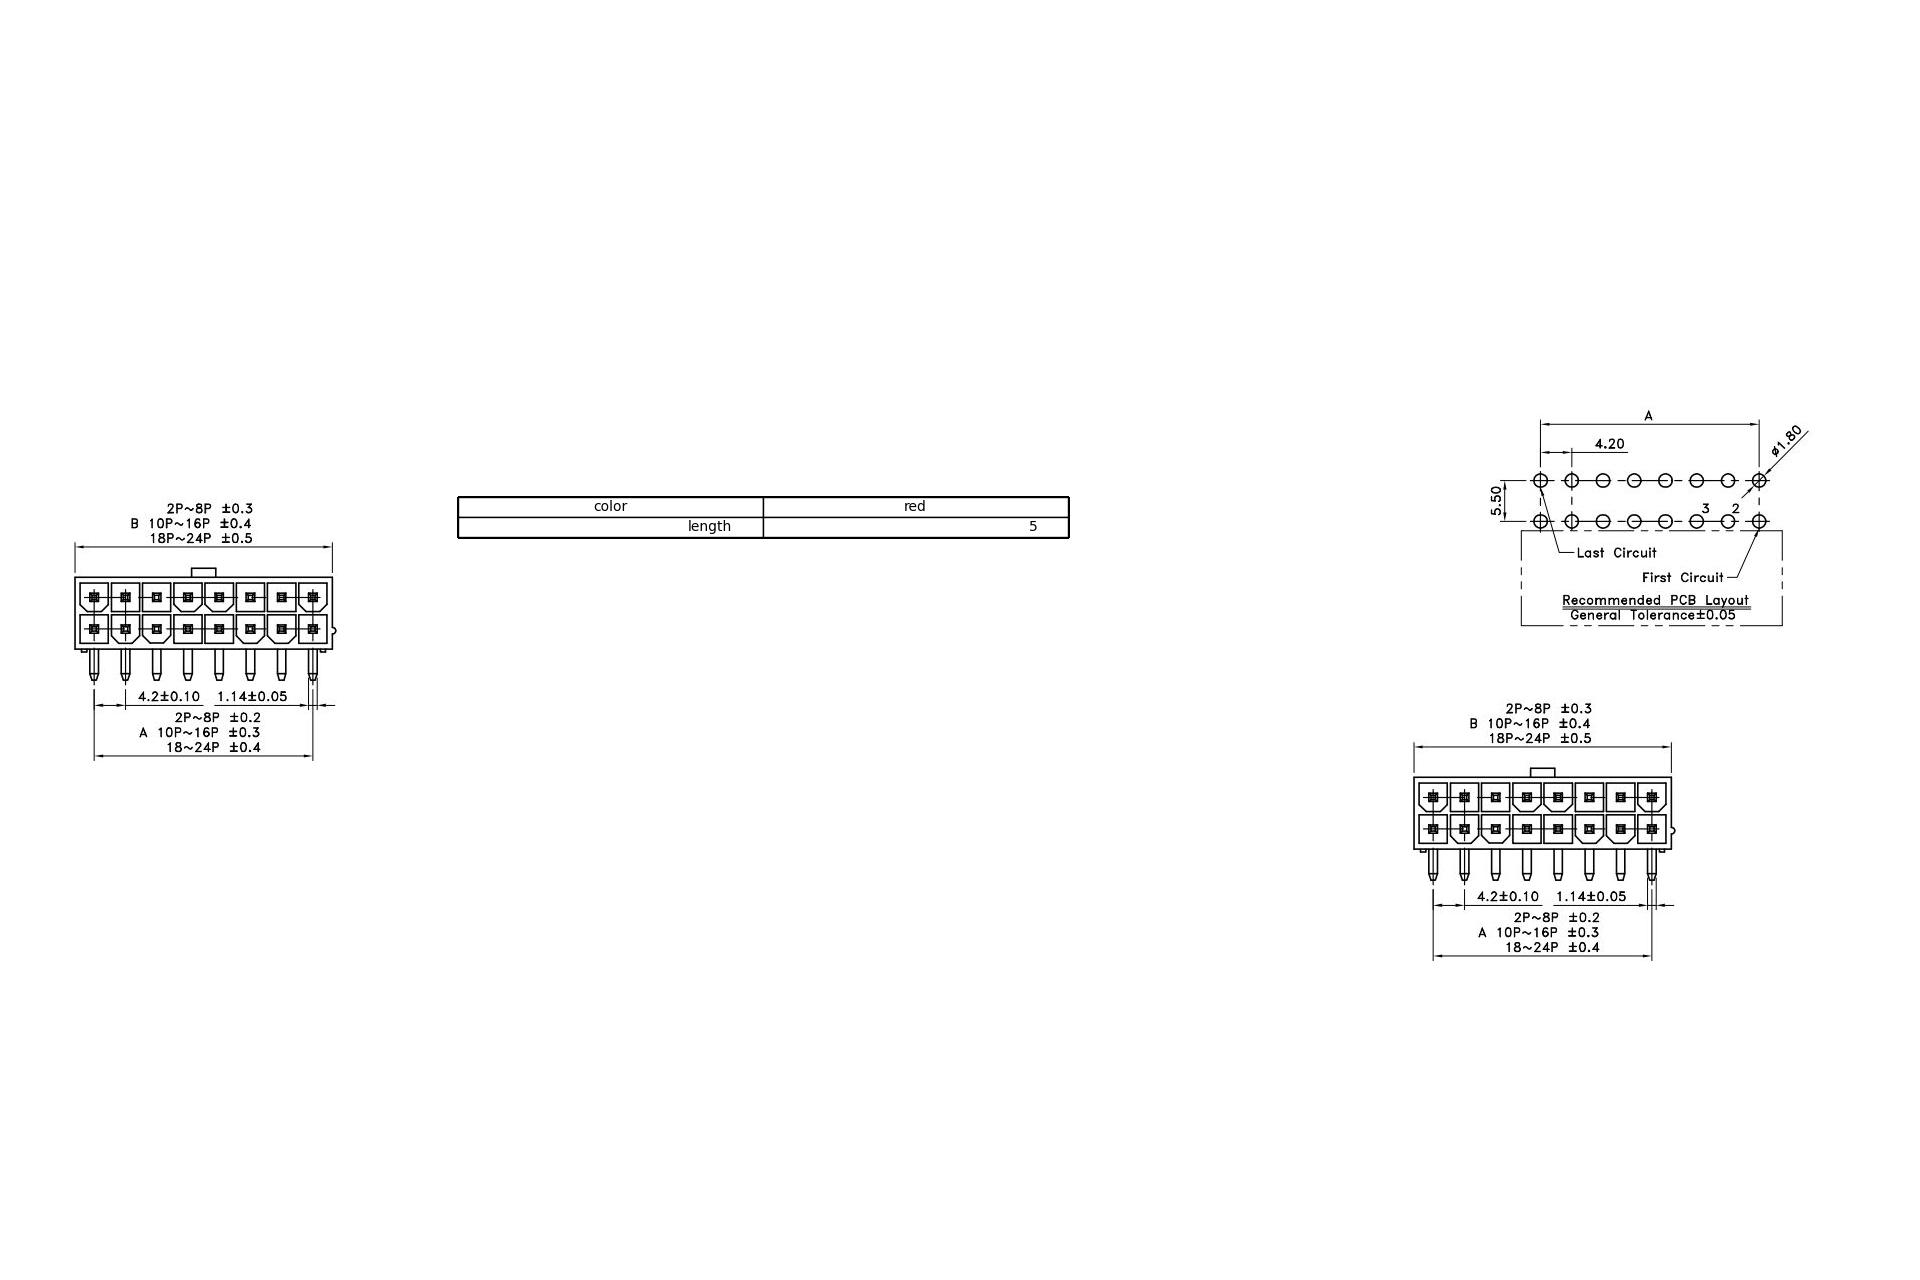 2P~8P ±0.3
B 10P~16P ±0.4
18P~24P ±0.5
4.2±0.10 1.14±0.05
2P~8P ±0.2
A 10P~16P ±0.3
18~24P ±0.4
color red
length 5
A
4.20
ø1.80
5.50
3 2
Last Circuit
First Circuit
Recommended PCB Layout
General Tolerance±0.05
2P~8P ±0.3
B 10P~16P ±0.4
18P~24P ±0.5
4.2±0.10 1.14±0.05
2P~8P ±0.2
A 10P~16P ±0.3
18~24P ±0.4